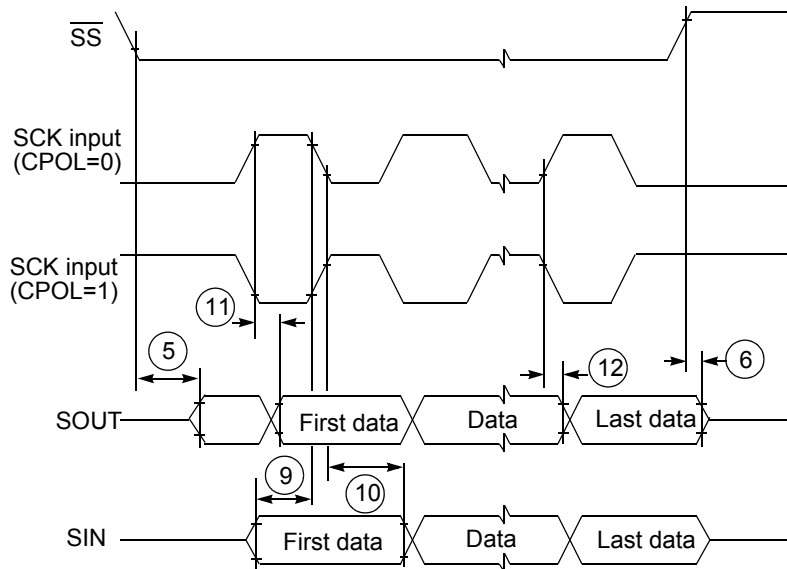 SS
SCK input
(CPOL=0)
SCK input
(CPOL=1)
11
5
12
6
SOUT
First data
Data
Last data
9
10
SIN
First data
Data
Last data